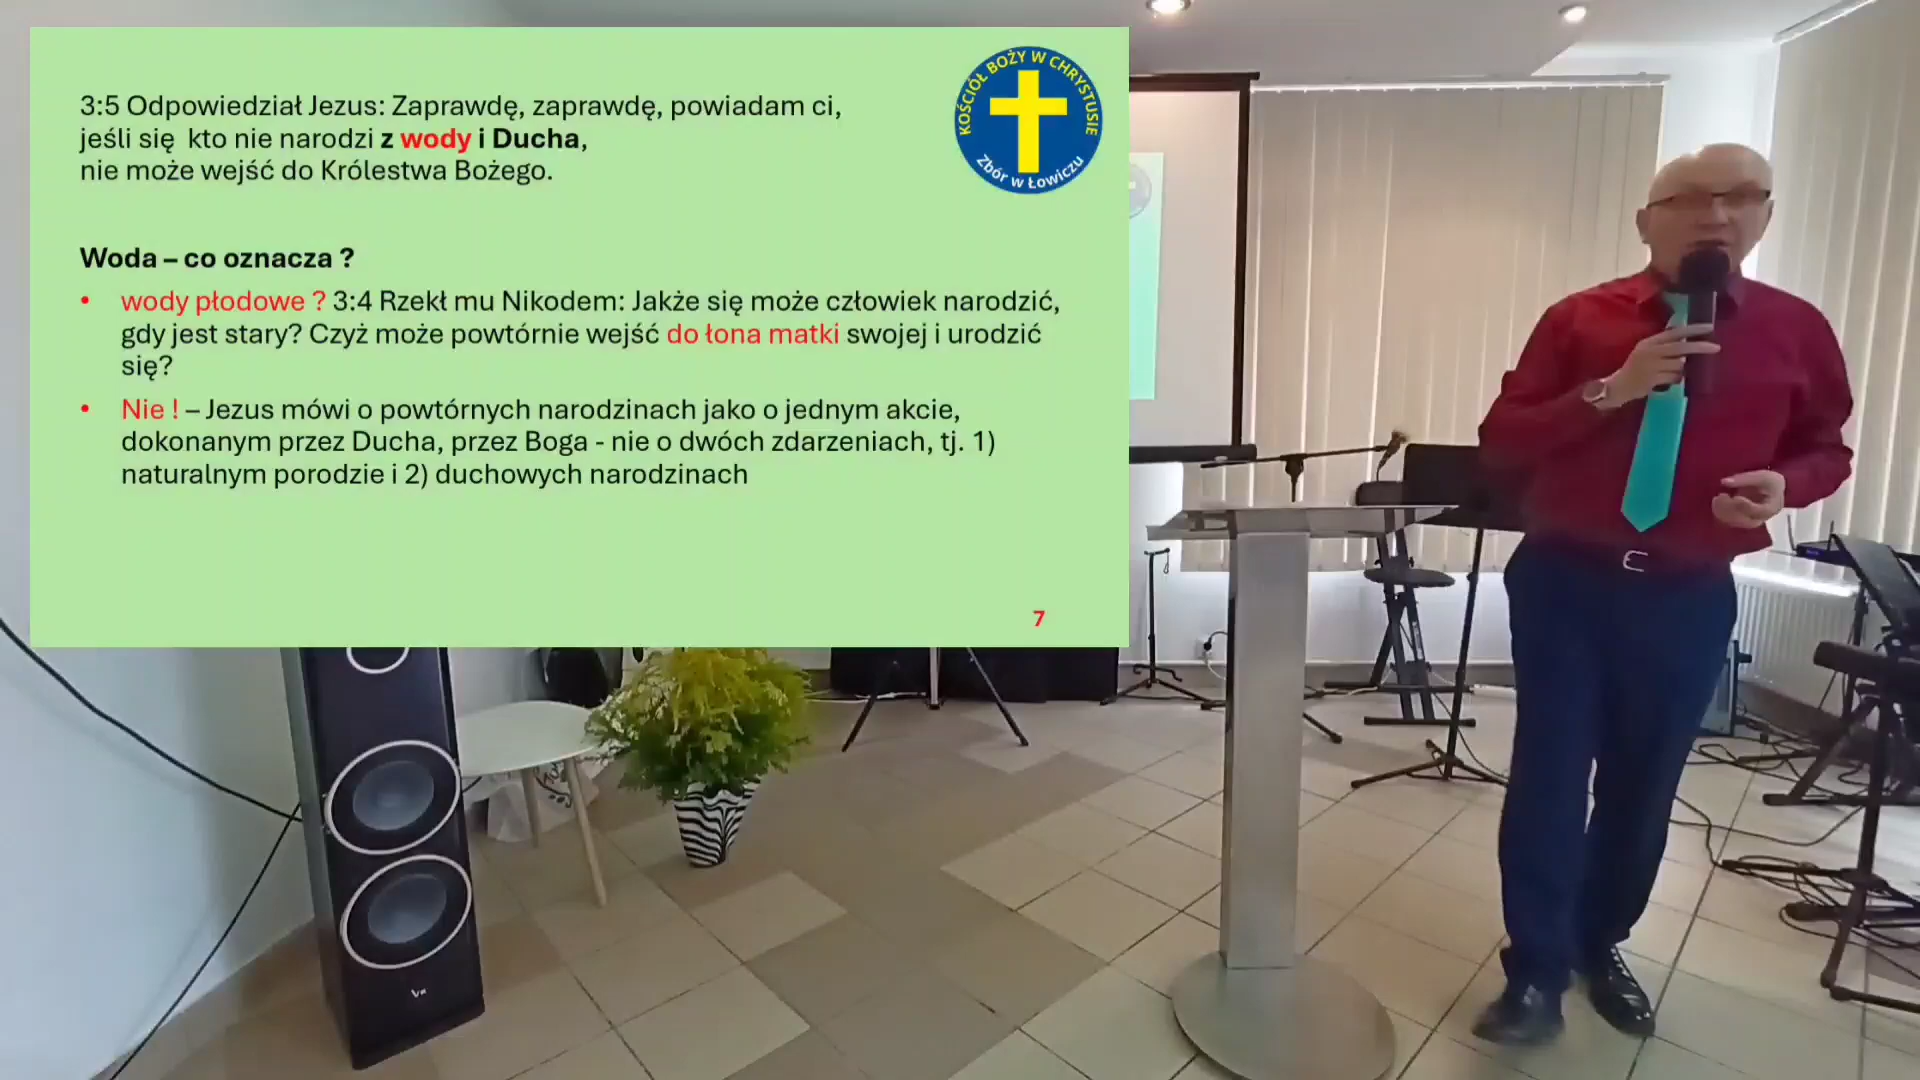 3:5 Odpowiedział Jezus: Zaprawdę, zaprawdę, powiadam ci,
jeśli się kto nie narodzi z wody i Ducha,
nie może wejść do Królestwa Bożego.
KOŚCIÓŁ BOŻY W CHRYSTUSIE
Zbór w Łowiczu
Woda – co oznacza ?
• wody płodowe ? 3:4 Rzekł mu Nikodem: Jakże się może człowiek narodzić,
gdy jest stary? Czyż może powtórnie wejść do łona matki swojej i urodzić
się?
• Nie ! – Jezus mówi o powtórnych narodzinach jako o jednym akcie,
dokonanym przez Ducha, przez Boga - nie o dwóch zdarzeniach, tj. 1)
naturalnym porodzie i 2) duchowych narodzinach
7